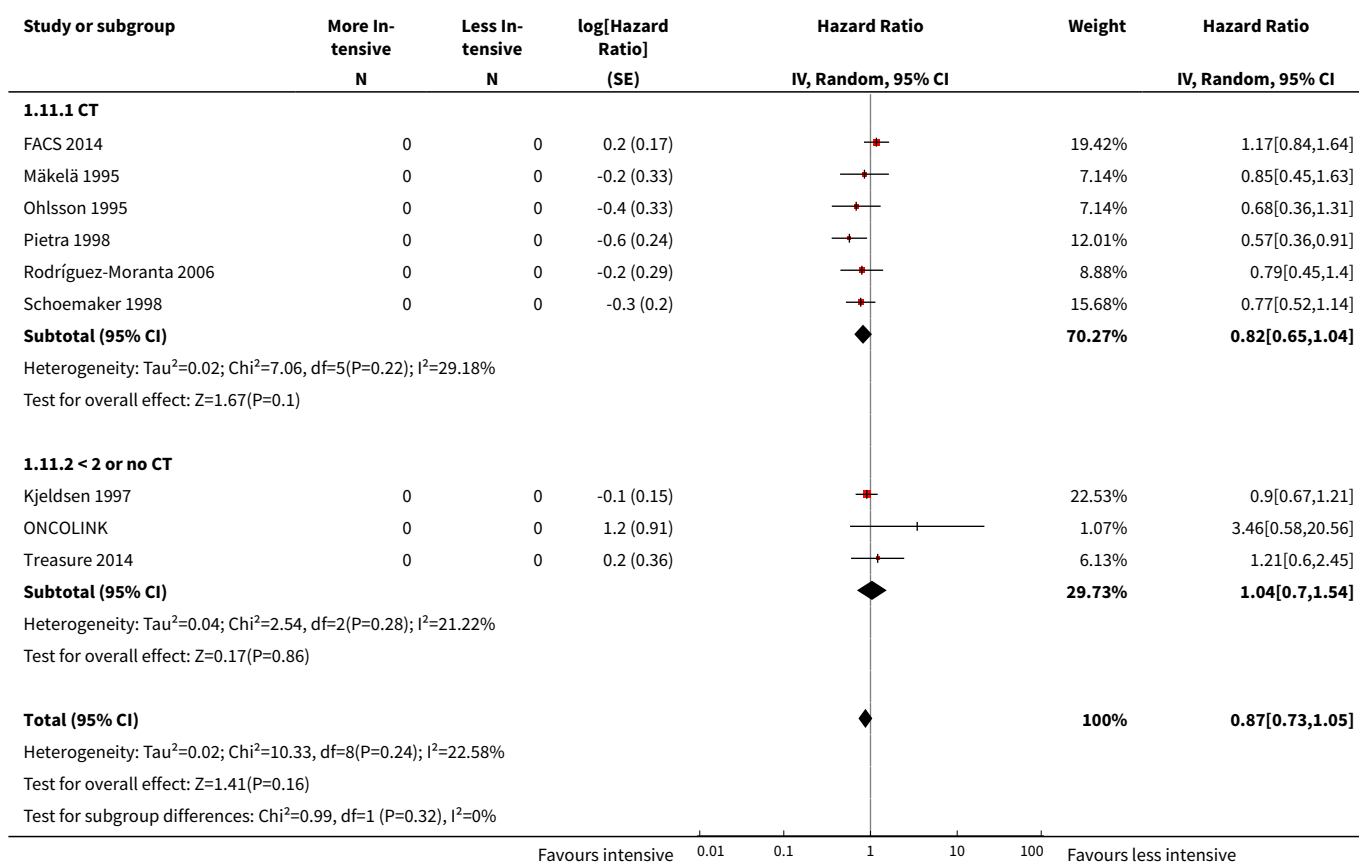 Study or subgroup More In- Less In- log[Hazard Hazard Ratio Weight Hazard Ratio
tensive tensive Ratio]
N N (SE) IV, Random, 95% CI IV, Random, 95% CI
1.11.1 CT
FACS 2014 0 0 0.2 (0.17) 19.42% 1.17[0.84,1.64]
Mäkelä 1995 0 0 -0.2 (0.33) 7.14% 0.85[0.45,1.63]
Ohlsson 1995 0 0 -0.4 (0.33) 7.14% 0.68[0.36,1.31]
Pietra 1998 0 0 -0.6 (0.24) 12.01% 0.57[0.36,0.91]
Rodríguez-Moranta 2006 0 0 -0.2 (0.29) 8.88% 0.79[0.45,1.4]
Schoemaker 1998 0 0 -0.3 (0.2) 15.68% 0.77[0.52,1.14]
Subtotal (95% CI) 70.27% 0.82[0.65,1.04]
Heterogeneity: Tau²=0.02; Chi²=7.06, df=5(P=0.22); I²=29.18%
Test for overall effect: Z=1.67(P=0.1)
1.11.2 < 2 or no CT
Kjeldsen 1997 0 0 -0.1 (0.15) 22.53% 0.9[0.67,1.21]
ONCOLINK 0 0 1.2 (0.91) 1.07% 3.46[0.58,20.56]
Treasure 2014 0 0 0.2 (0.36) 6.13% 1.21[0.6,2.45]
Subtotal (95% CI) 29.73% 1.04[0.7,1.54]
Heterogeneity: Tau²=0.04; Chi²=2.54, df=2(P=0.28); I²=21.22%
Test for overall effect: Z=0.17(P=0.86)
Total (95% CI) 100% 0.87[0.73,1.05]
Heterogeneity: Tau²=0.02; Chi²=10.33, df=8(P=0.24); I²=22.58%
Test for overall effect: Z=1.41(P=0.16)
Test for subgroup differences: Chi²=0.99, df=1 (P=0.32), I²=0%
Favours intensive 0.01 0.1 1 10 100 Favours less intensive